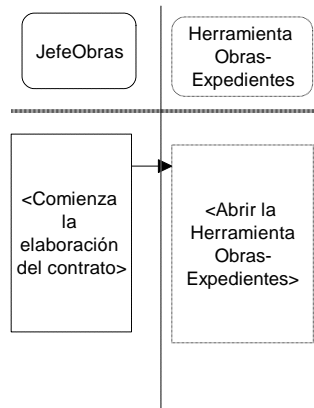 JefeObras
Herramienta
Obras-
Expedientes
<Comienza
la
elaboración
del contrato>
<Abrir la
Herramienta
Obras-
Expedientes>